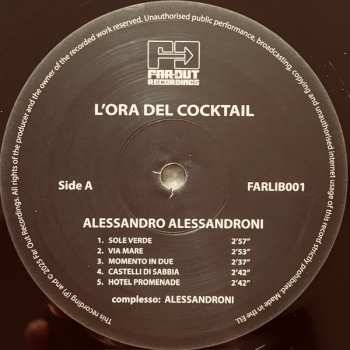 FAR OUT
RECORDINGS
L'ORA DEL COCKTAIL
Side A
FARLIB001
ALESSANDRO ALESSANDRONI
1. SOLE VERDE 2'57"
2. VIA MARE 2'53"
3. MOMENTO IN DUE 2'37"
4. CASTELLI DI SABBIA 2'42"
5. HOTEL PROMENADE 2'42"
complesso: ALESSANDRONI
This recording (P) and © 2025 Far Out Recordings. All rights of the producer and the owner of the recorded work reserved. Unauthorised public performance, broadcasting, copying and unauthorised internet usage of this record strictly prohibited. Made in the EU.